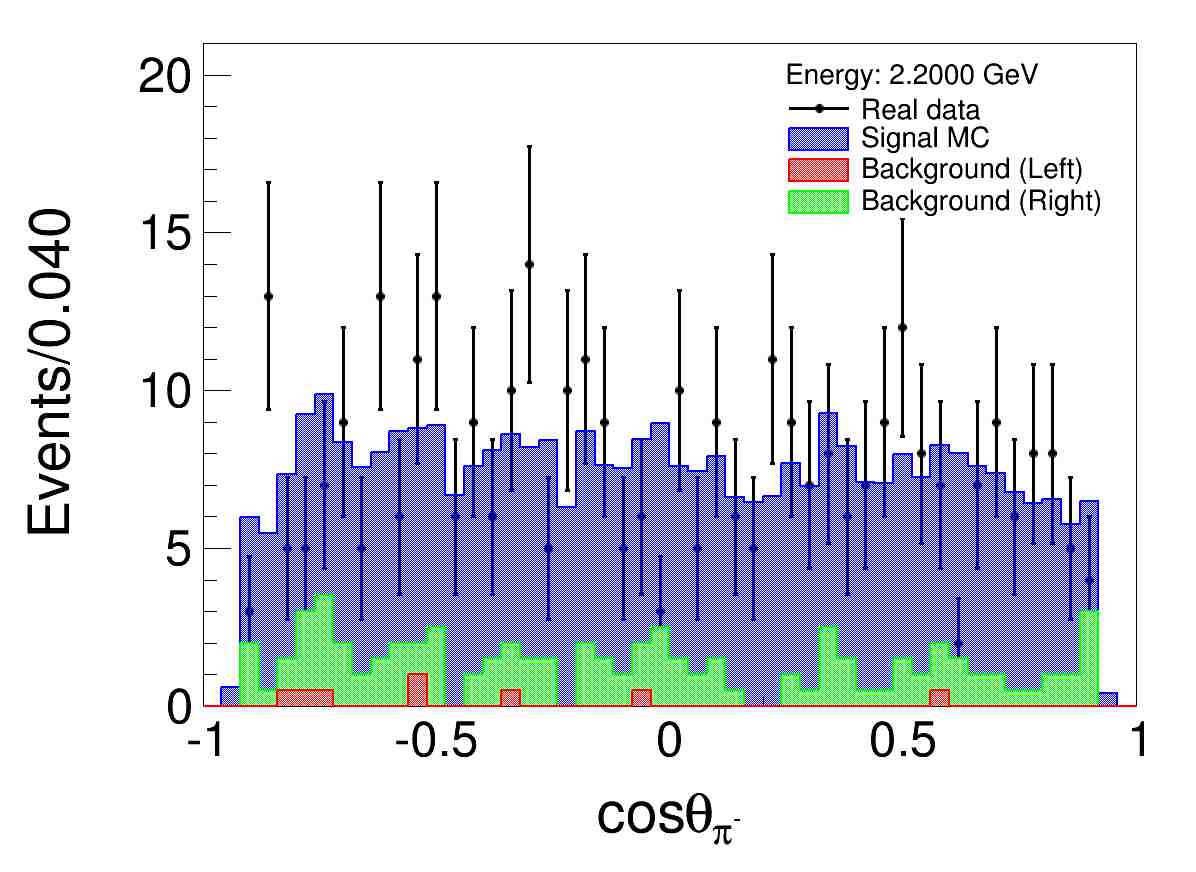 Energy: 2.2000 GeV
Real data
Signal MC
Background (Left)
Background (Right)
Events/0.040
20
15
10
5
0
-1 -0.5 0 0.5 1
cosθπ-